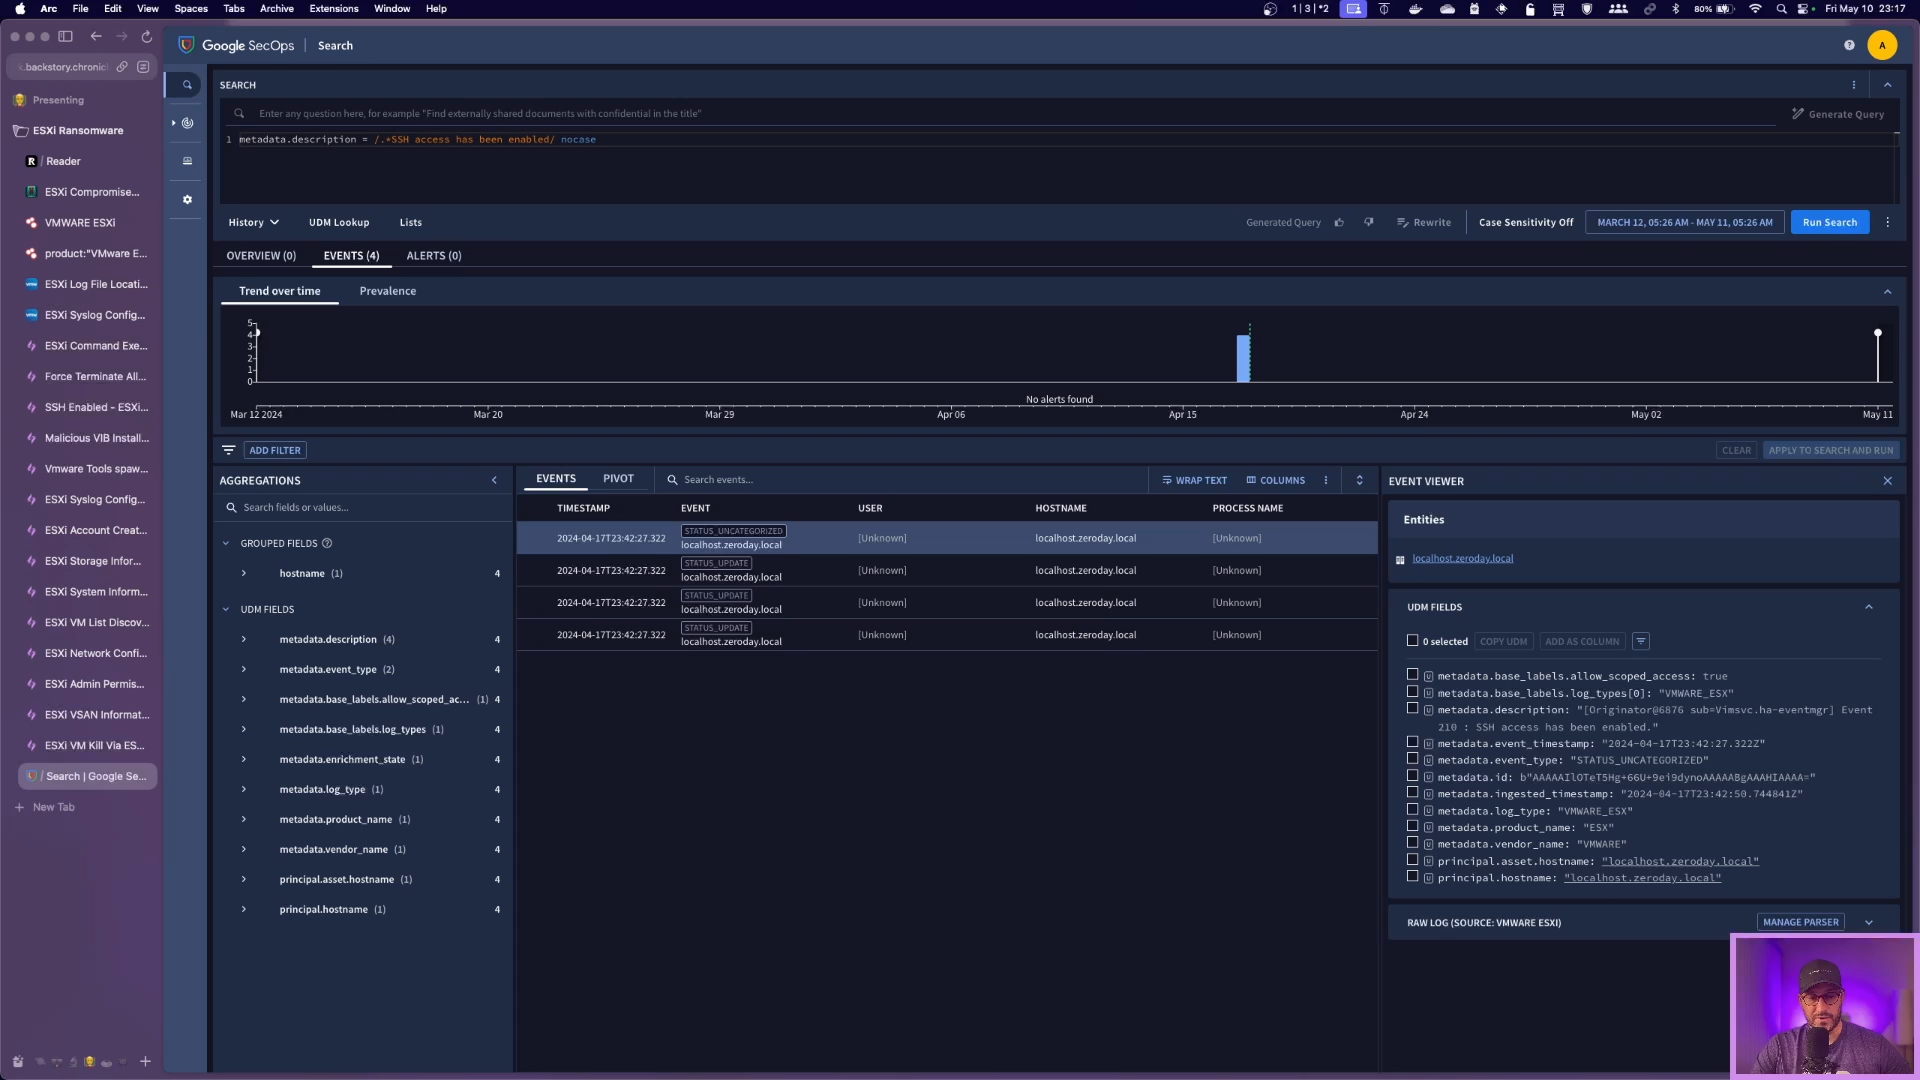 Arc File Edit View Spaces Tabs Archive Extensions Window Help
1 | 3 | *2
80%
Fri May 10 23:17
x.backstory.chronicl
Presenting
ESXi Ransomware
/ Reader
ESXi Compromise...
VMWARE ESXi
product:"VMware E...
ESXi Log File Locati...
ESXi Syslog Config...
ESXi Command Exe...
Force Terminate All...
SSH Enabled - ESXi...
Malicious VIB Install...
Vmware Tools spaw...
ESXi Syslog Config...
ESXi Account Creat...
ESXi Storage Infor...
ESXi System Inform...
ESXi VM List Discov...
ESXi Network Confi...
ESXi Admin Permis...
ESXi VSAN Informat...
ESXi VM Kill Via ES...
/ Search | Google Se...
New Tab
Google SecOps | Search
A
SEARCH
Enter any question here, for example "Find externally shared documents with confidential in the title"
Generate Query
1 metadata.description = /.*SSH access has been enabled/ nocase
History UDM Lookup Lists
Generated Query Rewrite Case Sensitivity Off MARCH 12, 05:26 AM - MAY 11, 05:26 AM Run Search
OVERVIEW (0) EVENTS (4) ALERTS (0)
Trend over time Prevalence
5
4
3
2
1
0
No alerts found
Mar 12 2024 Mar 20 Mar 29 Apr 06 Apr 15 Apr 24 May 02 May 11
ADD FILTER
CLEAR APPLY TO SEARCH AND RUN
AGGREGATIONS
Search fields or values...
GROUPED FIELDS
hostname (1) 4
UDM FIELDS
metadata.description (4) 4
metadata.event_type (2) 4
metadata.base_labels.allow_scoped_ac... (1) 4
metadata.base_labels.log_types (1) 4
metadata.enrichment_state (1) 4
metadata.log_type (1) 4
metadata.product_name (1) 4
metadata.vendor_name (1) 4
principal.asset.hostname (1) 4
principal.hostname (1) 4
EVENTS PIVOT Search events... WRAP TEXT COLUMNS
TIMESTAMP EVENT USER HOSTNAME PROCESS NAME
STATUS_UNCATEGORIZED
2024-04-17T23:42:27.322 localhost.zeroday.local [Unknown] localhost.zeroday.local [Unknown]
STATUS_UPDATE
2024-04-17T23:42:27.322 localhost.zeroday.local [Unknown] localhost.zeroday.local [Unknown]
STATUS_UPDATE
2024-04-17T23:42:27.322 localhost.zeroday.local [Unknown] localhost.zeroday.local [Unknown]
STATUS_UPDATE
2024-04-17T23:42:27.322 localhost.zeroday.local [Unknown] localhost.zeroday.local [Unknown]
EVENT VIEWER
Entities
localhost.zeroday.local
UDM FIELDS
0 selected COPY UDM ADD AS COLUMN
metadata.base_labels.allow_scoped_access: true
metadata.base_labels.log_types[0]: "VMWARE_ESX"
metadata.description: "[Originator@6876 sub=Vimsvc.ha-eventmgr] Event
210 : SSH access has been enabled."
metadata.event_timestamp: "2024-04-17T23:42:27.322Z"
metadata.event_type: "STATUS_UNCATEGORIZED"
metadata.id: b"AAAAAIlOTeT5Hg+66U+9ei9dynoAAAAABgAAAHIAAAA="
metadata.ingested_timestamp: "2024-04-17T23:42:50.744841Z"
metadata.log_type: "VMWARE_ESX"
metadata.product_name: "ESX"
metadata.vendor_name: "VMWARE"
principal.asset.hostname: "localhost.zeroday.local"
principal.hostname: "localhost.zeroday.local"
RAW LOG (SOURCE: VMWARE ESXI) MANAGE PARSER